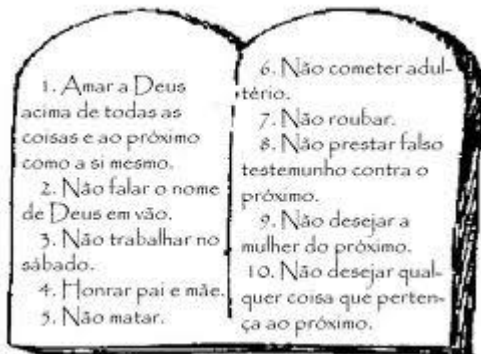 1. Amar a Deus
acima de todas as
coisas e ao próximo
como a si mesmo.
2. Não falar o nome
de Deus em vão.
3. Não trabalhar no
sábado.
4. Honrar pai e mãe.
5. Não matar.
6. Não cometer adul-
tério.
7. Não roubar.
8. Não prestar falso
testemunho contra o
próximo.
9. Não desejar a
mulher do próximo.
10. Não desejar qual-
quer coisa que perten-
ça ao próximo.